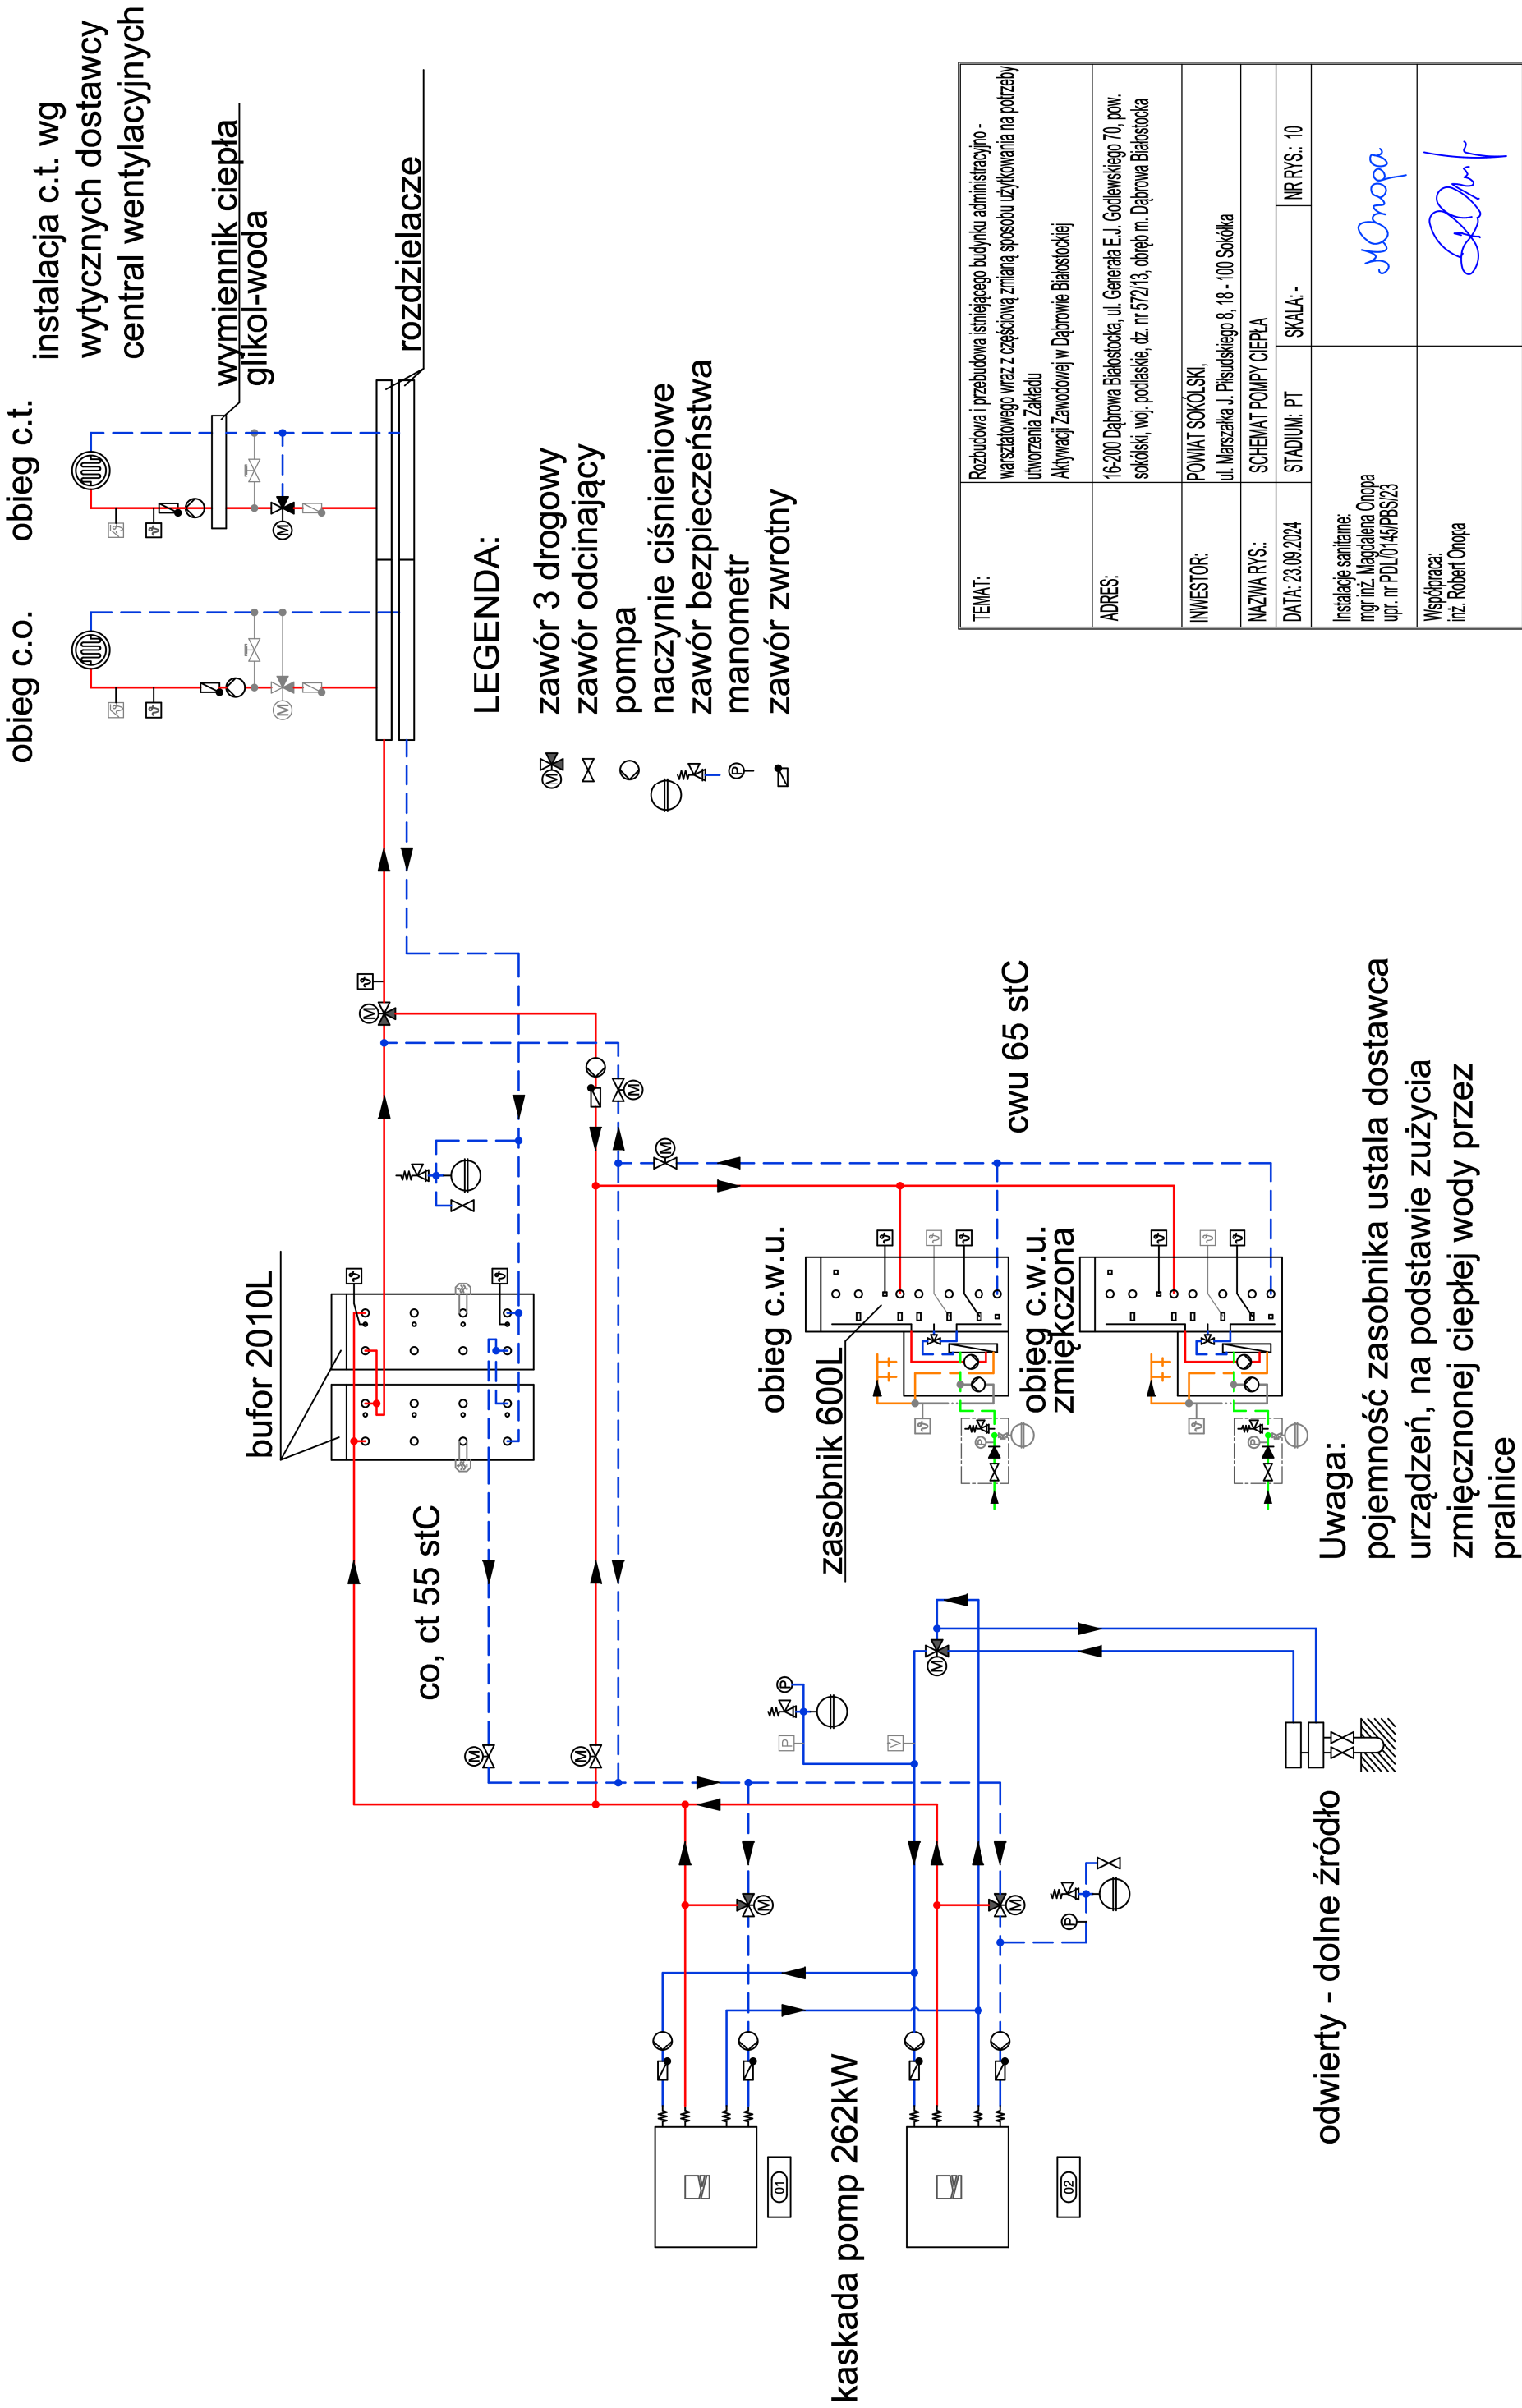 obieg c.o.
obieg c.t.
instalacja c.t. wg
wytycznych dostawcy
central wentylacyjnych
wymiennik ciepła
glikol-woda
rozdzielacze
LEGENDA:
zawór 3 drogowy
zawór odcinający
pompa
naczynie ciśnieniowe
zawór bezpieczeństwa
manometr
zawór zwrotny
M
P
bufor 2010L
co, ct 55 stC
obieg c.w.u.
zasobnik 600L
obieg c.w.u.
zmiękczona
cwu 65 stC
Uwaga:
pojemność zasobnika ustala dostawca
urządzeń, na podstawie zużycia
zmięcznonej ciepłej wody przez
pralnice
kaskada pomp 262kW
01
02
odwierty - dolne źródło
TEMAT:
Rozbudowa i przebudowa istniejącego budynku administracyjno -
warsztatowego wraz z częściową zmianą sposobu użytkowania na potrzeby
utworzenia Zakładu
Aktywacji Zawodowej w Dąbrowie Białostockiej
ADRES:
16-200 Dąbrowa Białostocka, ul. Generała E.J. Godlewskiego 70, pow.
sokólski, woj. podlaskie, dz. nr 572/13, obręb m. Dąbrowa Białostocka
INWESTOR:
POWIAT SOKÓLSKI,
ul. Marszałka J. Piłsudskiego 8, 18 - 100 Sokółka
NAZWA RYS.:
SCHEMAT POMPY CIEPŁA
DATA: 23.09.2024
STADIUM: PT
SKALA: -
NR RYS.: 10
Instalacje sanitarne:
mgr inż. Magdalena Onopa
upr. nr PDL/0145/PBS/23
MOnopa
Współpraca:
inż. Robert Onopa